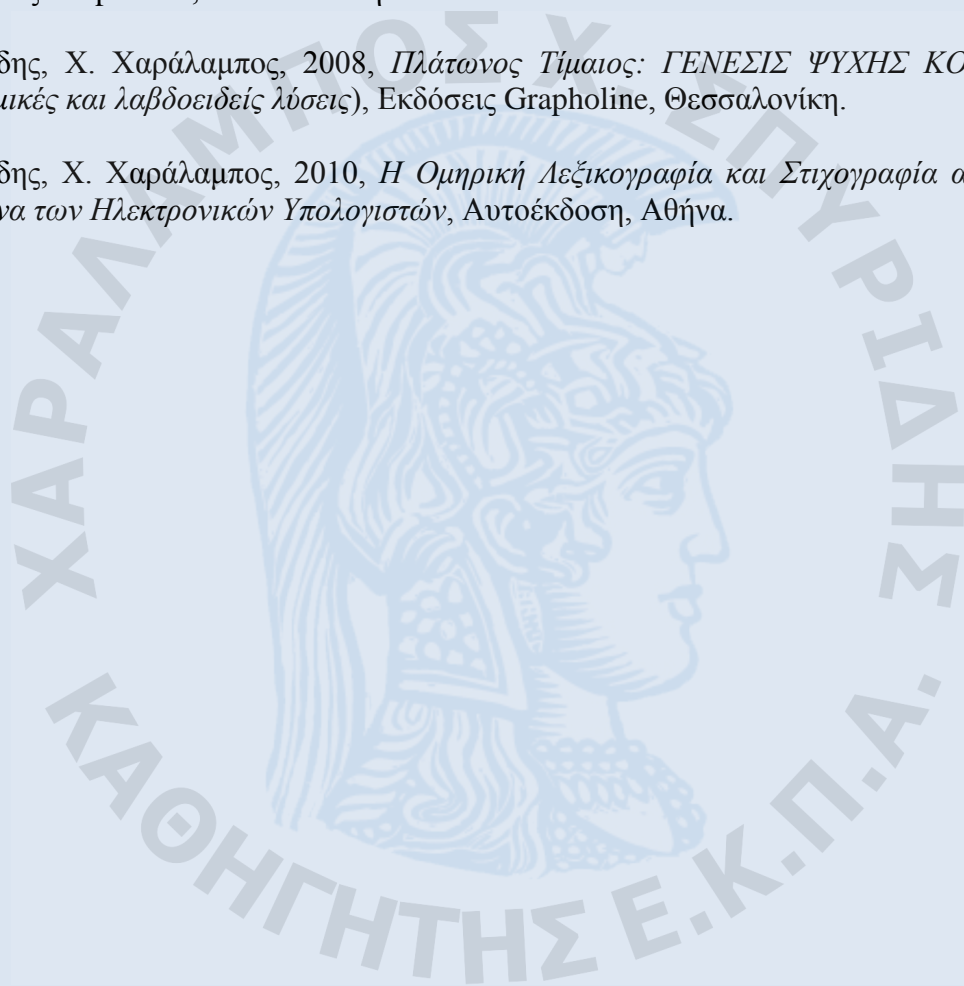 δης, Χ. Χαράλαμπος, 2008, Πλάτωνος Τίμαιος: ΓΕΝΕΣΙΣ ΨΥΧΗΣ ΚΟ
μικές και λαβδοειδείς λύσεις), Εκδόσεις Grapholine, Θεσσαλονίκη.
δης, Χ. Χαράλαμπος, 2010, Η Ομηρική Λεξικογραφία και Στιχογραφία α
να των Ηλεκτρονικών Υπολογιστών, Αυτοέκδοση, Αθήνα.
ΧΑΡΑΛΑΜΠΟΣ Χ. ΣΠΥΡΙΔΗΣ
ΚΑΘΗΓΗΤΗΣ Ε.Κ.Π.Α.